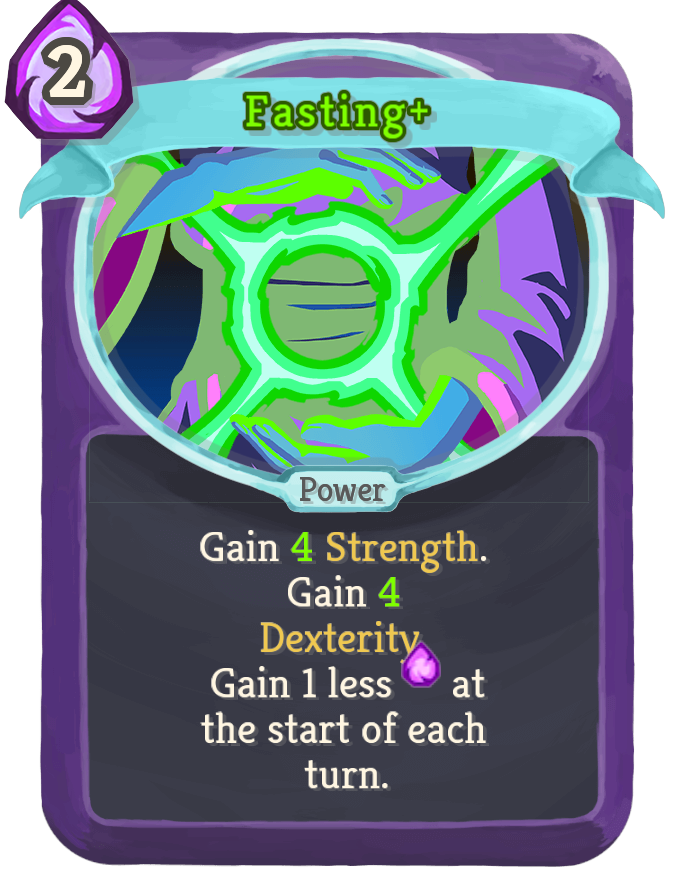 2
Fasting+
Power
Gain 4 Strength.
Gain 4
Dexterity.
Gain 1 less at
the start of each
turn.